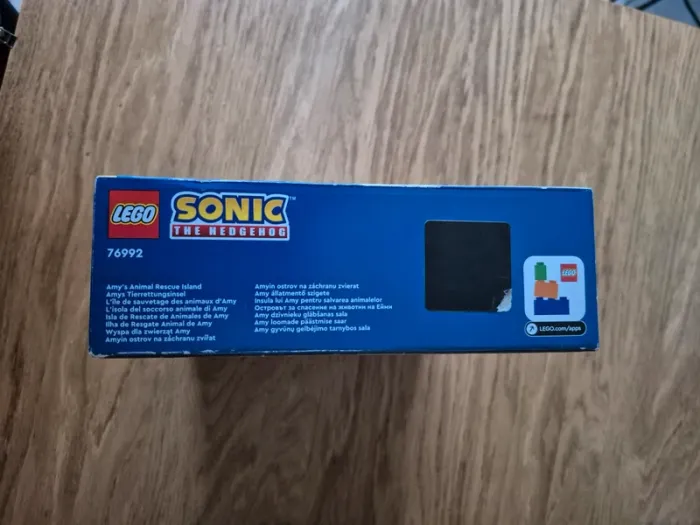 LEGO
SONIC™
THE HEDGEHOG
76992
Amy's Animal Rescue Island
Amys Tierrettungsinsel
L'île de sauvetage des animaux d'Amy
L'isola del soccorso animale di Amy
Isla de Rescate de Animales de Amy
Ilha de Resgate Animal de Amy
Wyspa dla zwierząt Amy
Amyin ostrov na záchranu zvířat
Amyin ostrov na záchranu zvierat
Amy állatmentő szigete
Insula lui Amy pentru salvarea animalelor
Островът за спасение на животни на Ейми
Amy dzīvnieku glābšanas sala
Amy loomade päästmise saar
Amy gyvūnų gelbėjimo tarnybos sala
LEGO
LEGO.com/apps